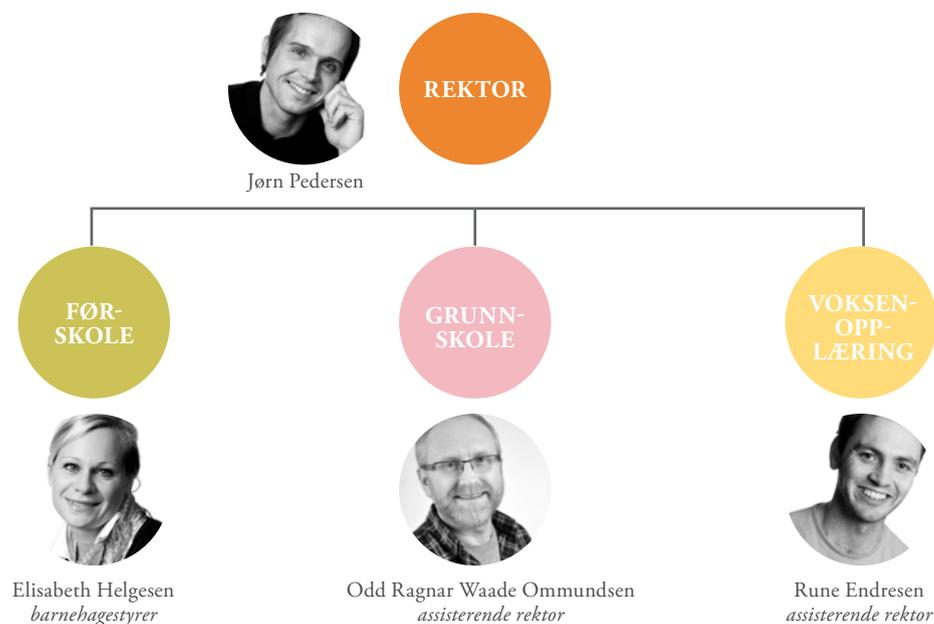 REKTOR
Jørn Pedersen
FØR-
SKOLE
GRUNN-
SKOLE
VOKSEN-
OPP-
LÆRING
Elisabeth Helgesen
barnehagestyrer
Odd Ragnar Waade Ommundsen
assisterende rektor
Rune Endresen
assisterende rektor